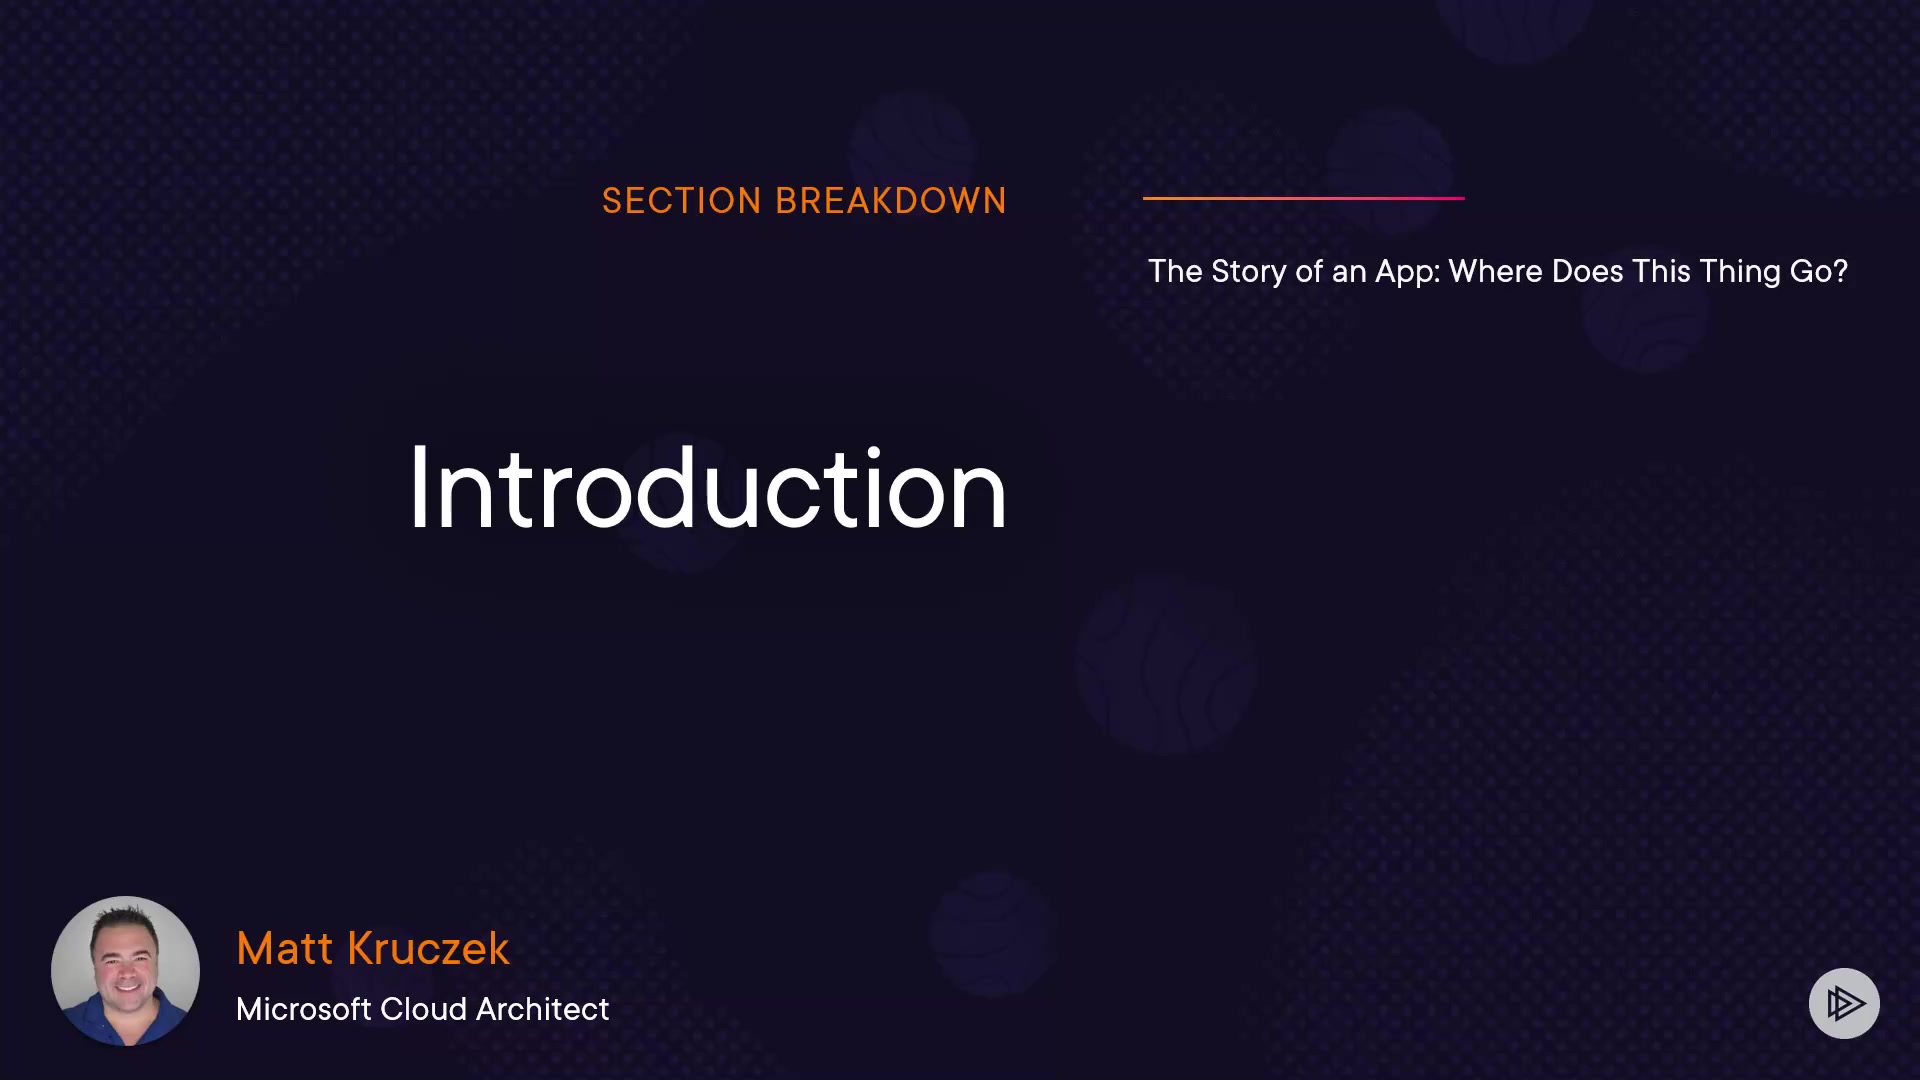 SECTION BREAKDOWN
The Story of an App: Where Does This Thing Go?
Introduction
Matt Kruczek
Microsoft Cloud Architect